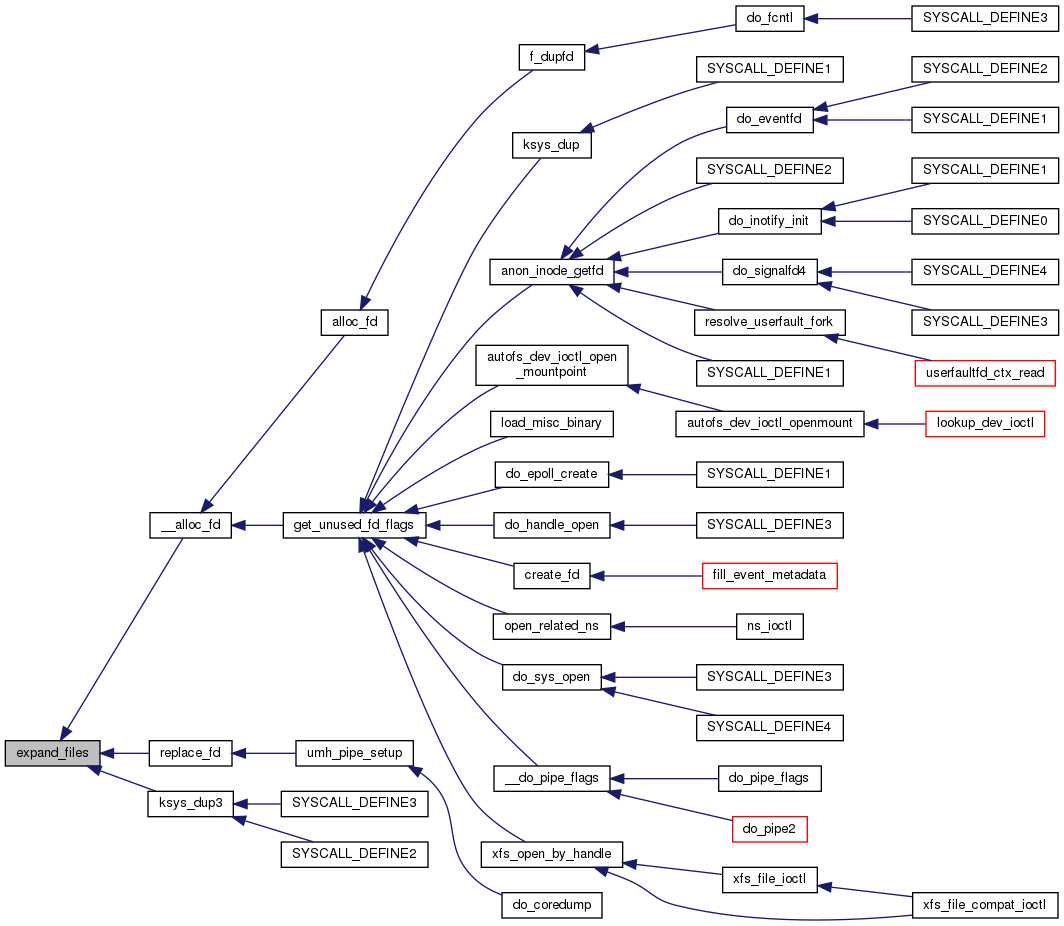 do_fcntl
SYSCALL_DEFINE3
f_dupfd
SYSCALL_DEFINE1
SYSCALL_DEFINE2
do_eventfd
SYSCALL_DEFINE1
ksys_dup
SYSCALL_DEFINE2
SYSCALL_DEFINE1
do_inotify_init
SYSCALL_DEFINE0
anon_inode_getfd
do_signalfd4
SYSCALL_DEFINE4
alloc_fd
resolve_userfault_fork
SYSCALL_DEFINE3
autofs_dev_ioctl_open
_mountpoint
SYSCALL_DEFINE1
userfaultfd_ctx_read
load_misc_binary
autofs_dev_ioctl_openmount
lookup_dev_ioctl
do_epoll_create
SYSCALL_DEFINE1
__alloc_fd
get_unused_fd_flags
do_handle_open
SYSCALL_DEFINE3
create_fd
fill_event_metadata
open_related_ns
ns_ioctl
do_sys_open
SYSCALL_DEFINE3
SYSCALL_DEFINE4
expand_files
replace_fd
umh_pipe_setup
__do_pipe_flags
do_pipe_flags
ksys_dup3
SYSCALL_DEFINE3
do_pipe2
SYSCALL_DEFINE2
xfs_open_by_handle
xfs_file_ioctl
do_coredump
xfs_file_compat_ioctl